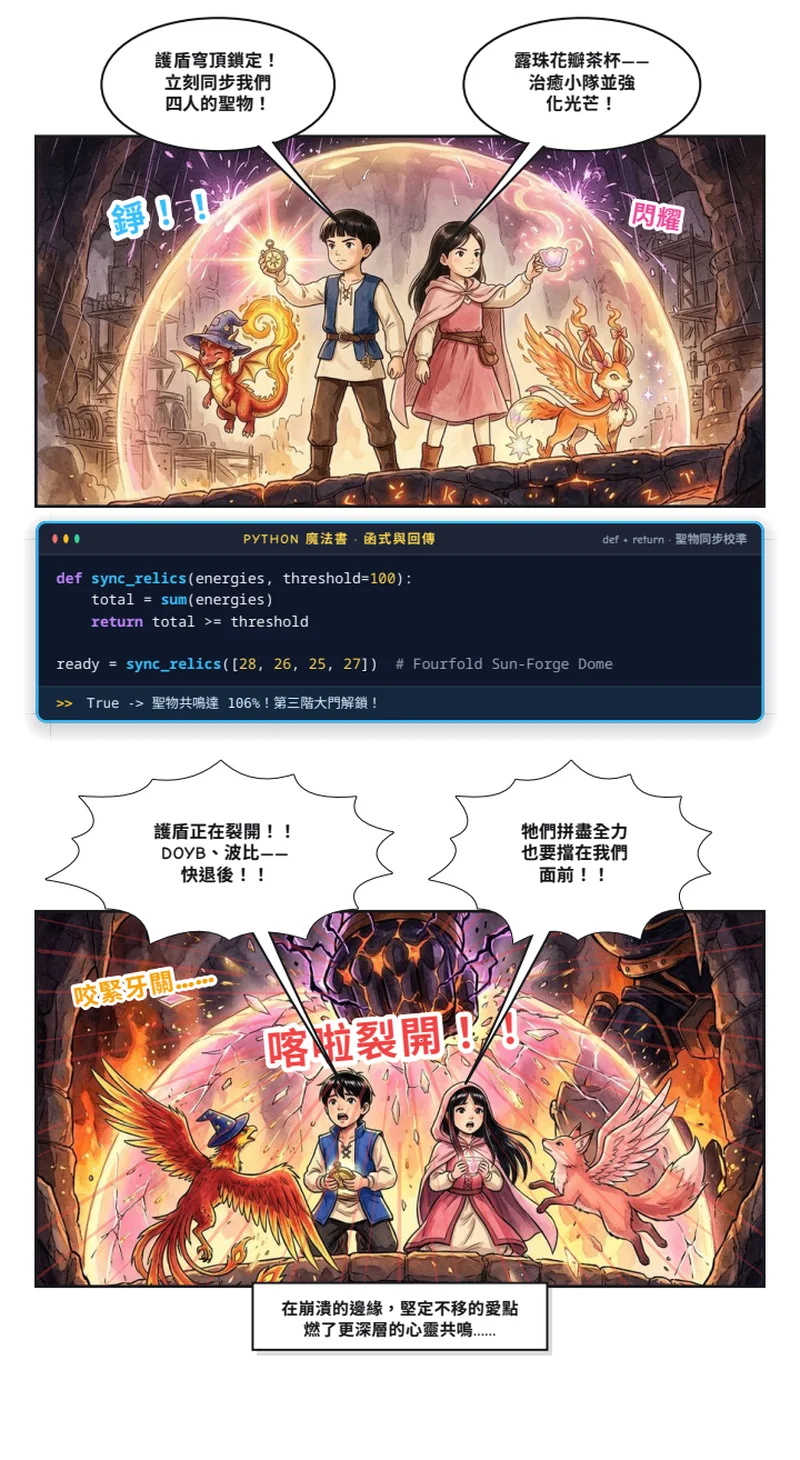 護盾穹頂鎖定！
立刻同步我們
四人的聖物！
露珠花瓣茶杯——
治癒小隊並強
化光芒！
錚！！
閃耀
PYTHON 魔法書 · 函式與回傳
def + return · 聖物同步校準
def sync_relics(energies, threshold=100):
    total = sum(energies)
    return total >= threshold
ready = sync_relics([28, 26, 25, 27])  # Fourfold Sun-Forge Dome
>> True -> 聖物共鳴達 106%！第三階大門解鎖！
護盾正在裂開！！
DOYB、波比——
快退後！！
牠們拼盡全力
也要擋在我們
面前！！
咬緊牙關……
喀啦裂開！！
在崩潰的邊緣，堅定不移的愛點
燃了更深層的心靈共鳴……